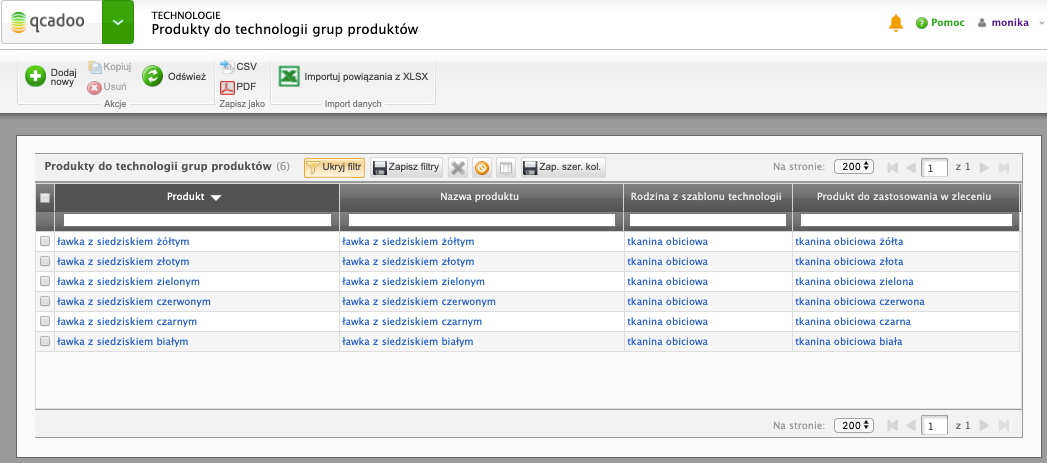 qcadoo
TECHNOLOGIE
Produkty do technologii grup produktów
Pomoc
monika
Dodaj nowy
Kopiuj
Usuń
Odśwież
Akcje
CSV
PDF
Zapisz jako
Importuj powiązania z XLSX
Import danych
Produkty do technologii grup produktów (6) Ukryj filtr Zapisz filtry Zap. szer. kol. Na stronie: 200 1 z 1
Produkt Nazwa produktu Rodzina z szablonu technologii Produkt do zastosowania w zleceniu
ławka z siedziskiem żółtym ławka z siedziskiem żółtym tkanina obiciowa tkanina obiciowa żółta
ławka z siedziskiem złotym ławka z siedziskiem złotym tkanina obiciowa tkanina obiciowa złota
ławka z siedziskiem zielonym ławka z siedziskiem zielonym tkanina obiciowa tkanina obiciowa zielona
ławka z siedziskiem czerwonym ławka z siedziskiem czerwonym tkanina obiciowa tkanina obiciowa czerwona
ławka z siedziskiem czarnym ławka z siedziskiem czarnym tkanina obiciowa tkanina obiciowa czarna
ławka z siedziskiem białym ławka z siedziskiem białym tkanina obiciowa tkanina obiciowa biała
Na stronie: 200 1 z 1